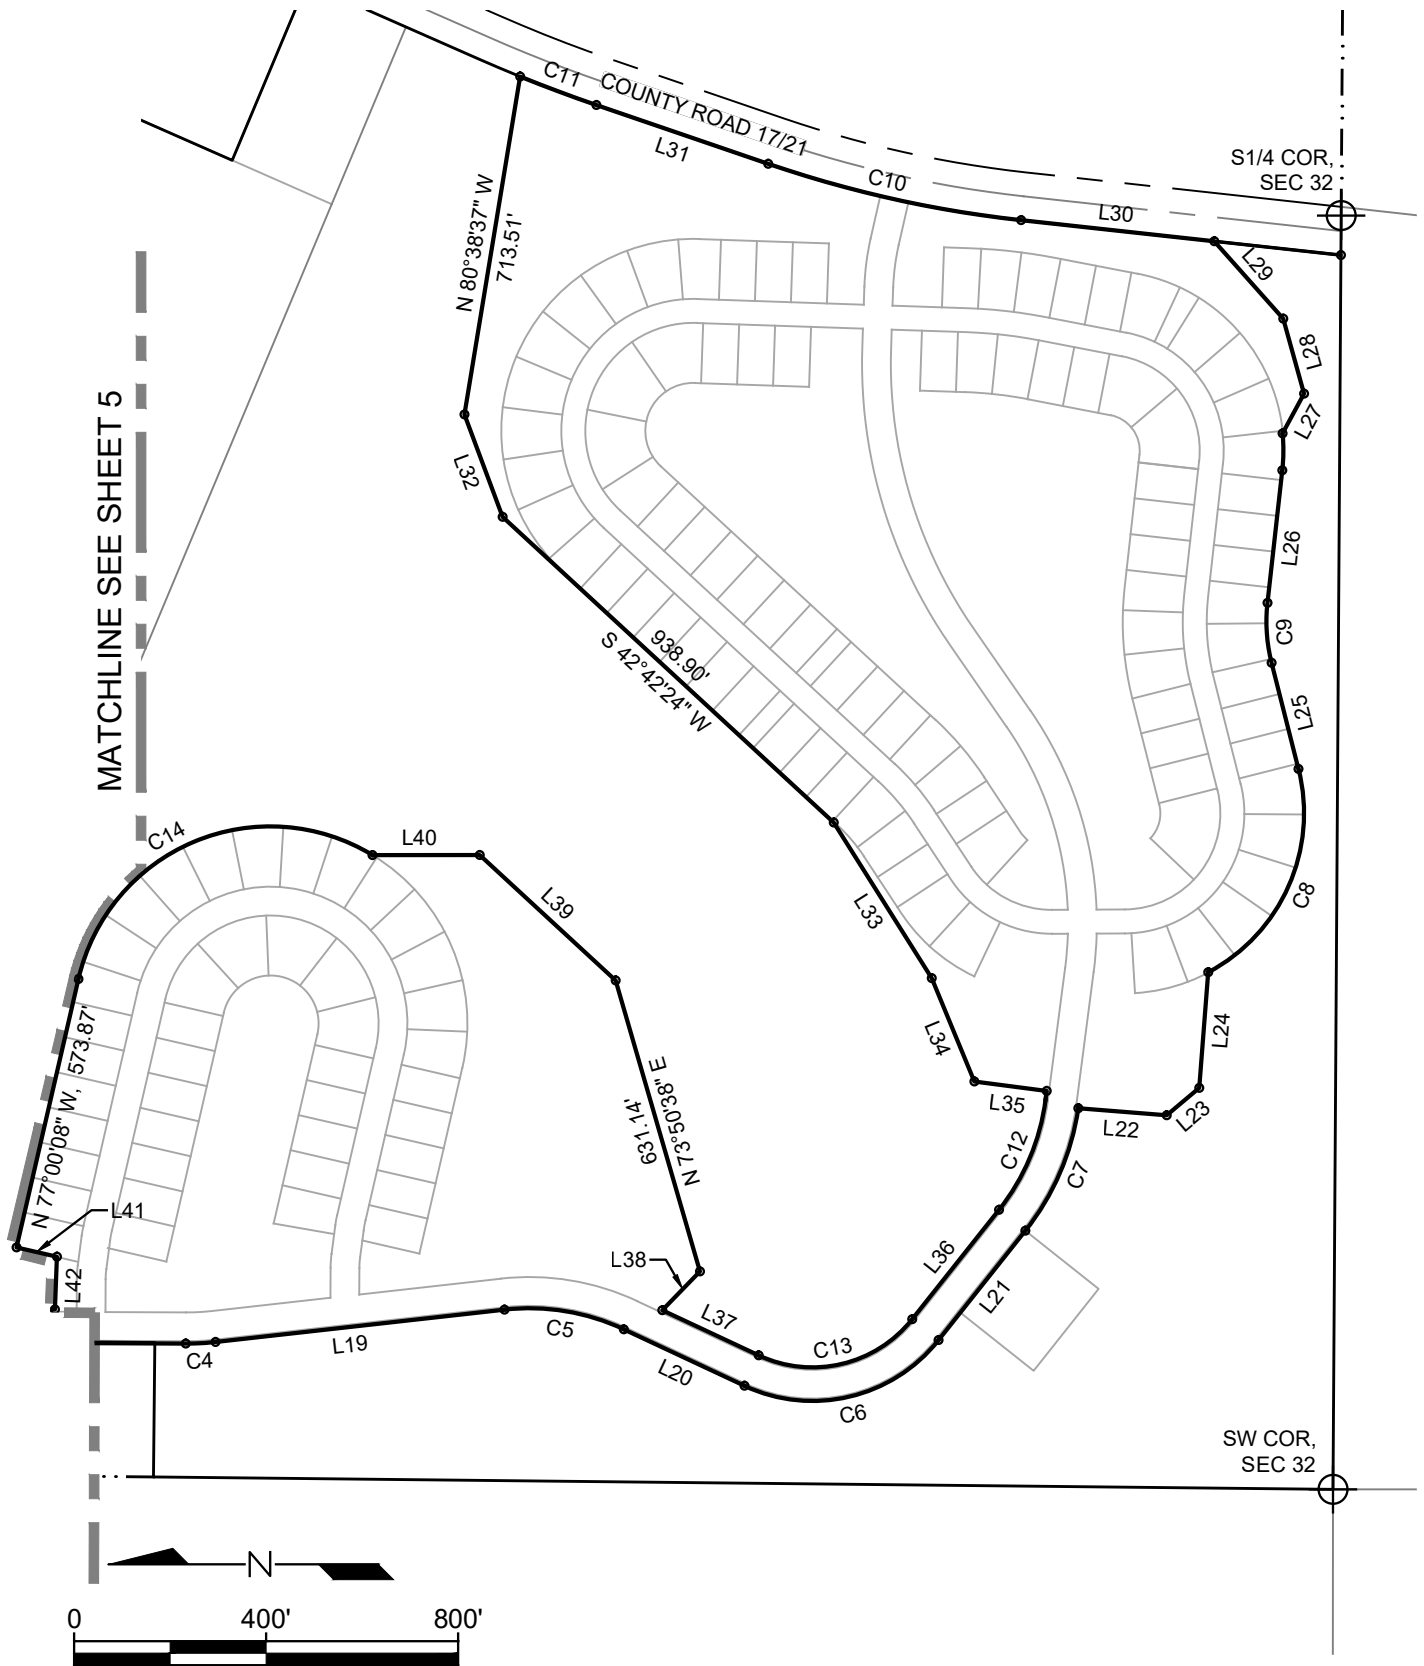 C11
COUNTY ROAD 17/21
L31
C10
S1/4 COR,
SEC 32
L30
L29
N 80°38'37" W
713.51'
L28
L27
MATCHLINE SEE SHEET 5
L32
L26
C9
938.90'
S 42°42'24" W
L25
C14
L40
L39
C8
L33
L24
L34
N 77°00'08" W, 573.87'
N 73°50'38" E
631.14'
L35
L22
L23
C12
C7
L41
L38
L36
L42
L37
L21
L19
C4
C5
C13
L20
C6
SW COR,
SEC 32
N
0 400' 800'